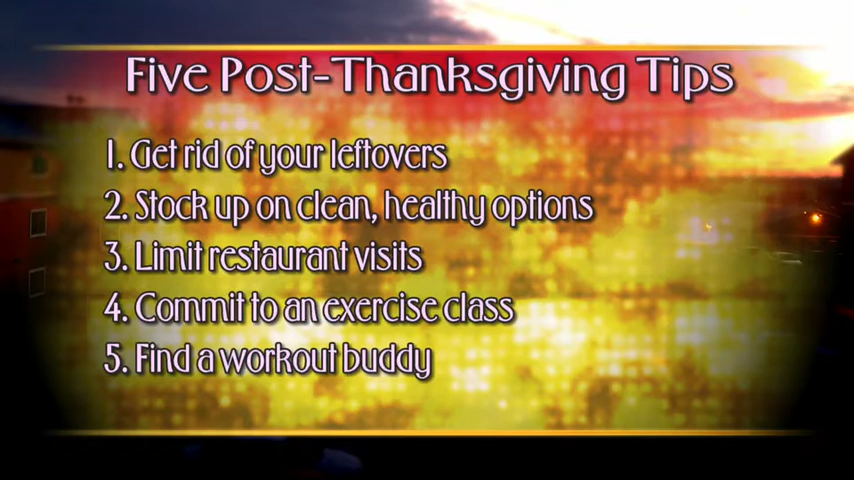 Five Post-Thanksgiving Tips
1. Get rid of your leftovers
2. Stock up on clean, healthy options
3. Limit restaurant visits
4. Commit to an exercise class
5. Find a workout buddy